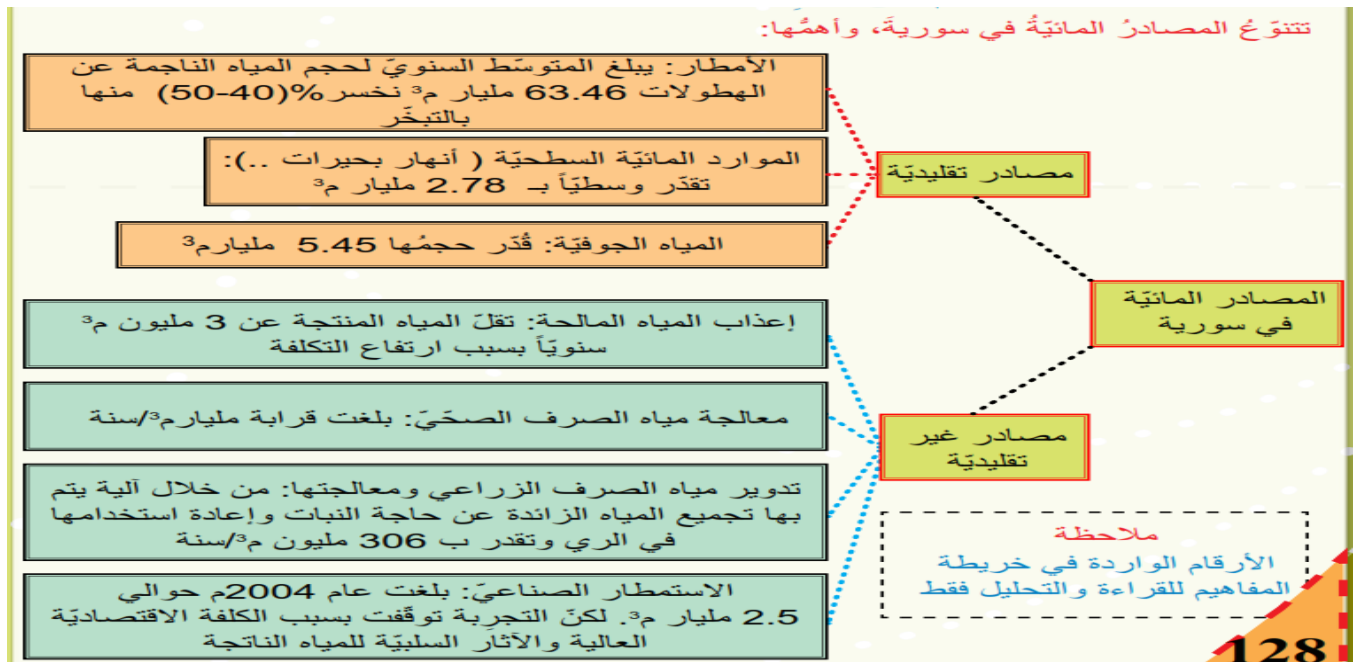 تتنوّعُ المصادرُ المائيّةُ في سوريةَ، وأهمُّها:
المصادر المائيّة
في سورية
مصادر تقليديّة
الأمطار: يبلغ المتوسّط السنويّ لحجم المياه الناجمة عن
الهطولات 63.46 مليار م³ نخسر%(40-50) منها
بالتبخّر
الموارد المائيّة السطحيّة ( أنهار بحيرات ..):
تقدّر وسطيّاً بـ 2.78 مليار م³
المياه الجوفيّة: قُدّر حجمُها 5.45 مليارم³
مصادر غير
تقليديّة
إعذاب المياه المالحة: تقلّ المياه المنتجة عن 3 مليون م³
سنويّاً بسبب ارتفاع التكلفة
معالجة مياه الصرف الصحّيّ: بلغت قرابة مليارم³/سنة
تدوير مياه الصرف الزراعي ومعالجتها: من خلال آلية يتم
بها تجميع المياه الزائدة عن حاجة النبات وإعادة استخدامها
في الري وتقدر ب 306 مليون م³/سنة
الاستمطار الصناعيّ: بلغت عام 2004م حوالي
2.5 مليار م³. لكنّ التجربة توقّفت بسبب الكلفة الاقتصاديّة
العالية والآثار السلبيّة للمياه الناتجة
ملاحظة
الأرقام الواردة في خريطة
المفاهيم للقراءة والتحليل فقط
128